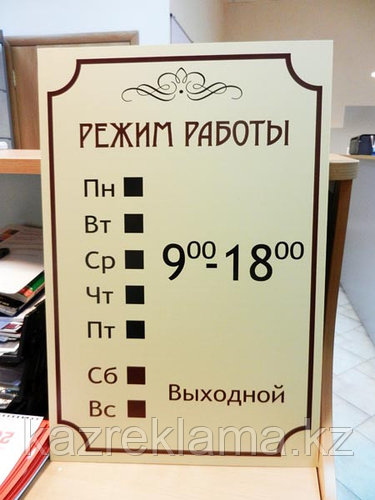 РЕЖИМ РАБОТЫ
Пн
Вт
Ср 9⁰⁰-18⁰⁰
Чт
Пт
Сб
Вс Выходной
kazreklama.kz